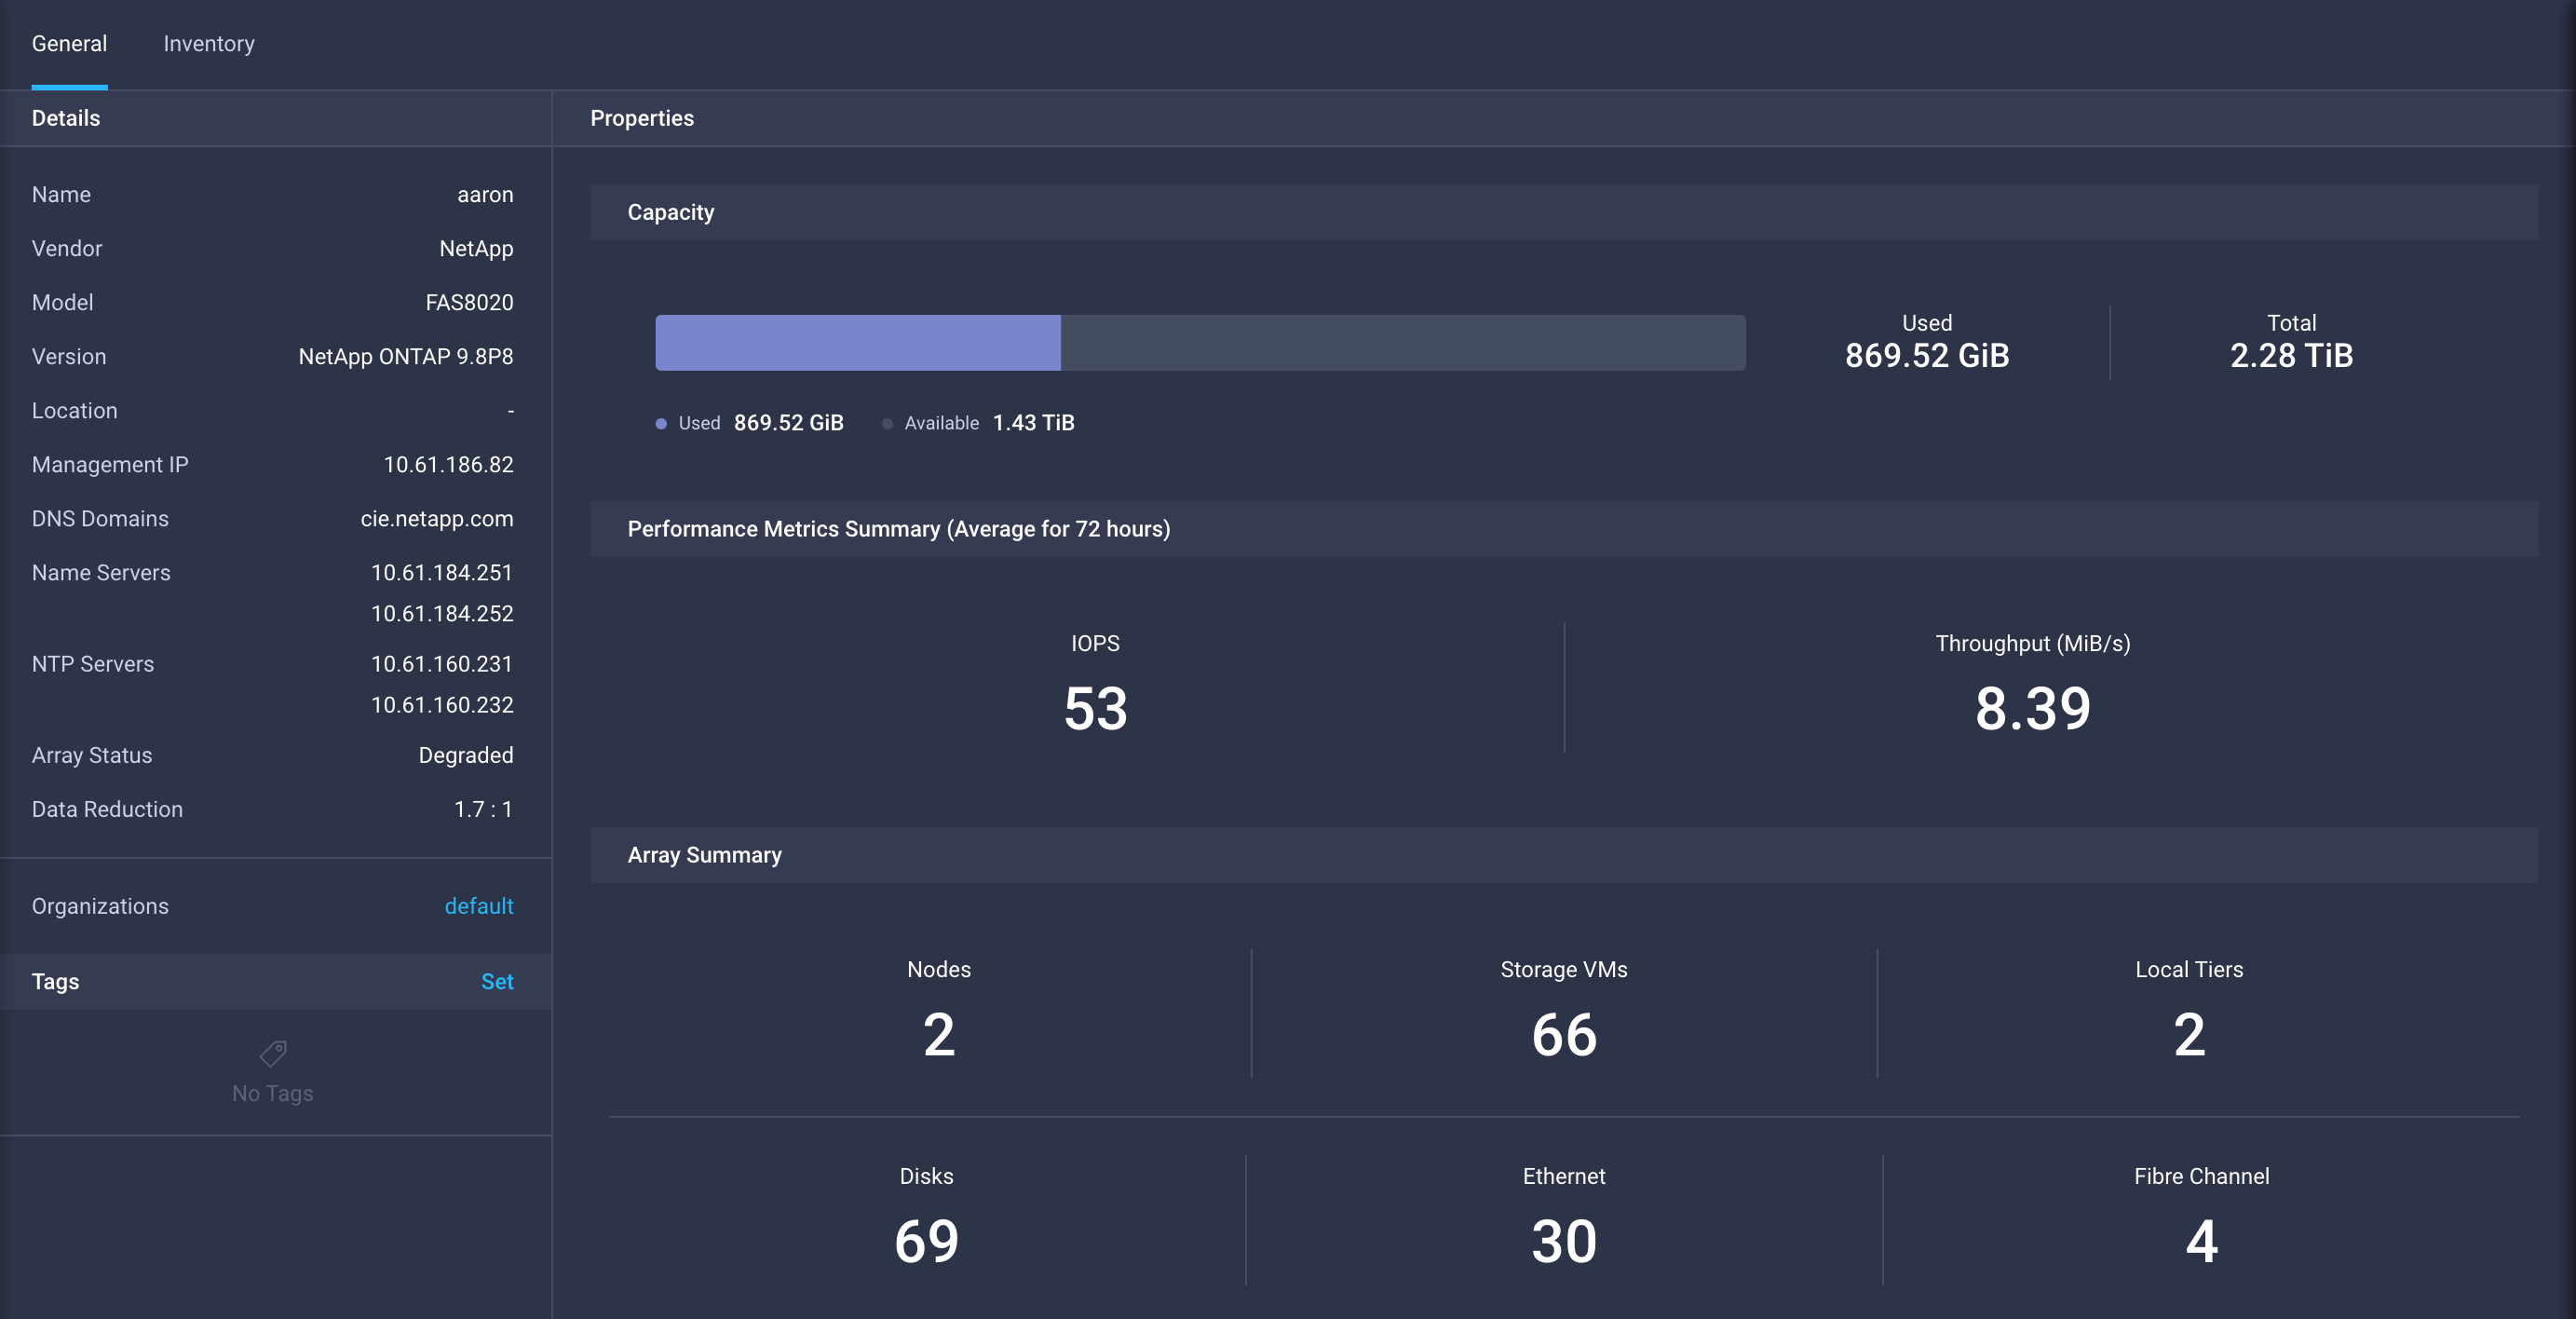 General Inventory
Details
Name aaron
Vendor NetApp
Model FAS8020
Version NetApp ONTAP 9.8P8
Location -
Management IP 10.61.186.82
DNS Domains cie.netapp.com
Name Servers 10.61.184.251
10.61.184.252
NTP Servers 10.61.160.231
10.61.160.232
Array Status Degraded
Data Reduction 1.7 : 1
Organizations default
Tags Set
No Tags
Properties
Capacity
Used 869.52 GiB Available 1.43 TiB
Used
869.52 GiB
Total
2.28 TiB
Performance Metrics Summary (Average for 72 hours)
IOPS
53
Throughput (MiB/s)
8.39
Array Summary
Nodes
2
Storage VMs
66
Local Tiers
2
Disks
69
Ethernet
30
Fibre Channel
4